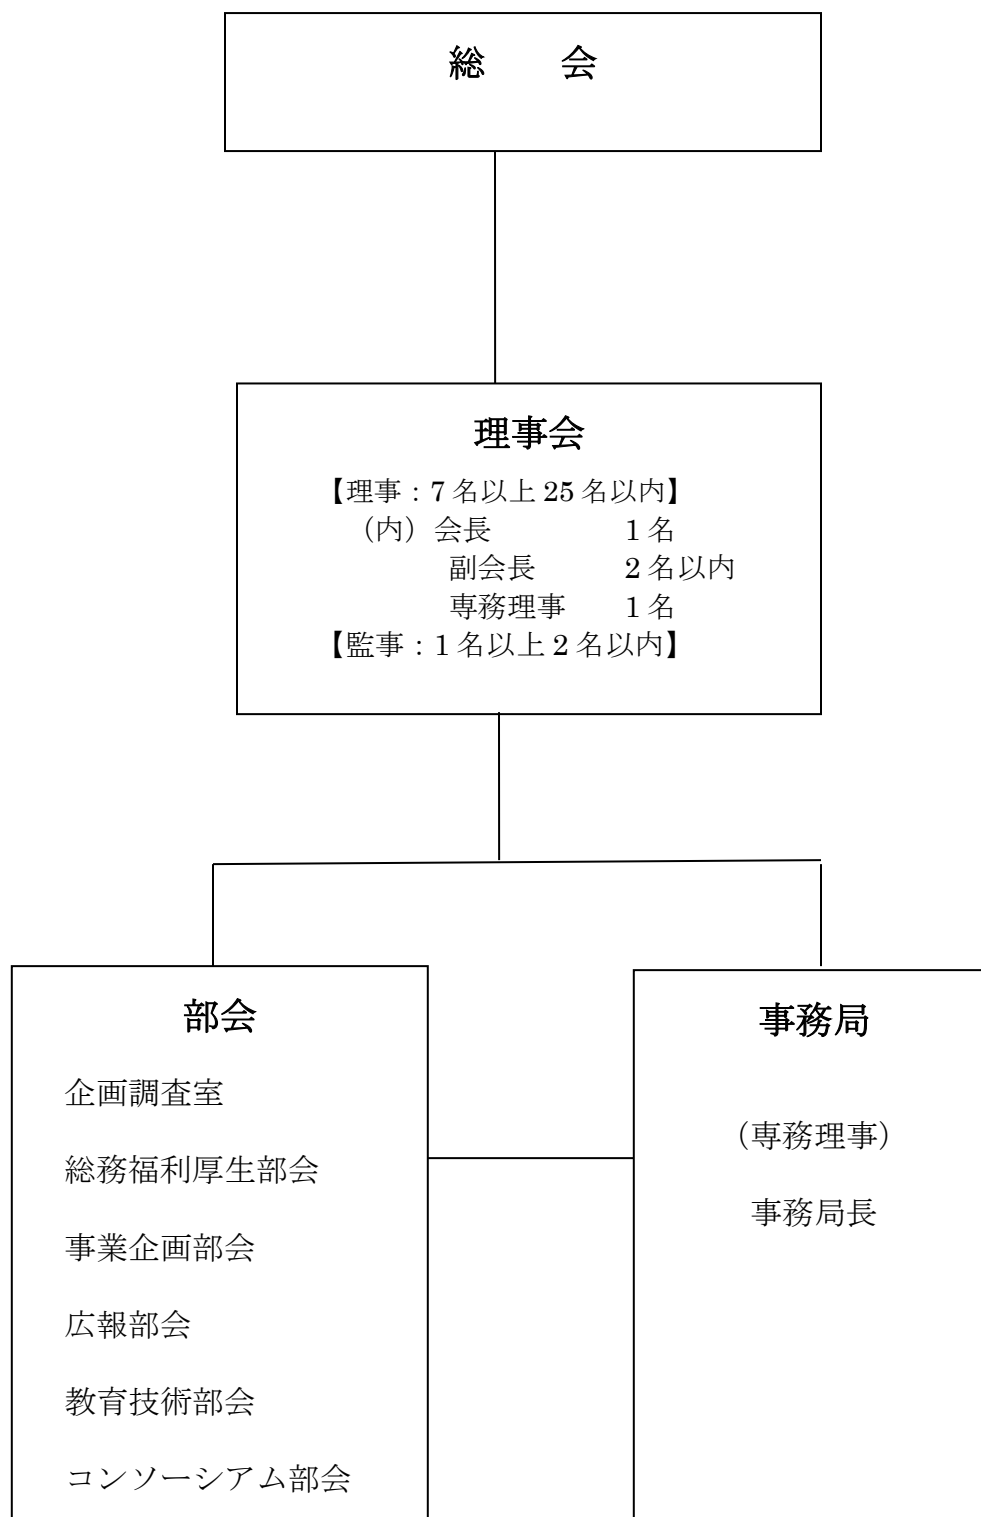 総　　会
理事会
【理事：7 名以上 25 名以内】
（内）会長　　　　1 名
副会長　　　2 名以内
専務理事　　1 名
【監事：1 名以上 2 名以内】
部会
企画調査室
総務福利厚生部会
事業企画部会
広報部会
教育技術部会
コンソーシアム部会
事務局
（専務理事）
事務局長